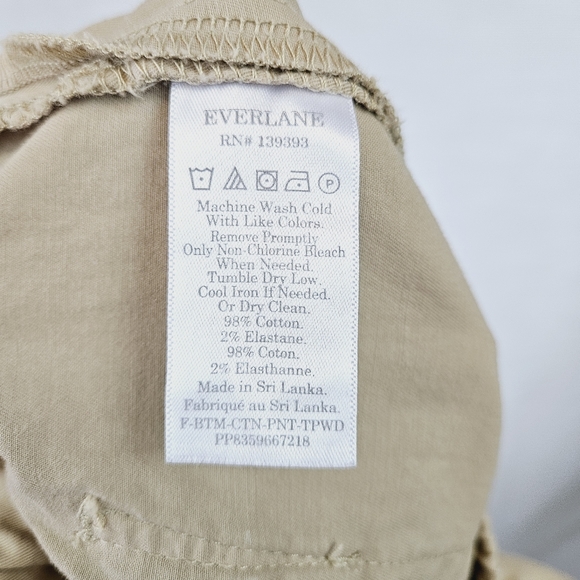 EVERLANE
RN# 139393
P
Machine Wash Cold
With Like Colors.
Remove Promptly
Only Non-Chlorine Bleach
When Needed.
Tumble Dry Low.
Cool Iron If Needed.
Or Dry Clean.
98% Cotton.
2% Elastane.
98% Coton.
2% Elasthanne.
Made in Sri Lanka.
Fabriqué au Sri Lanka.
F-BTM-CTN-PNT-TPWD
PP8359667218